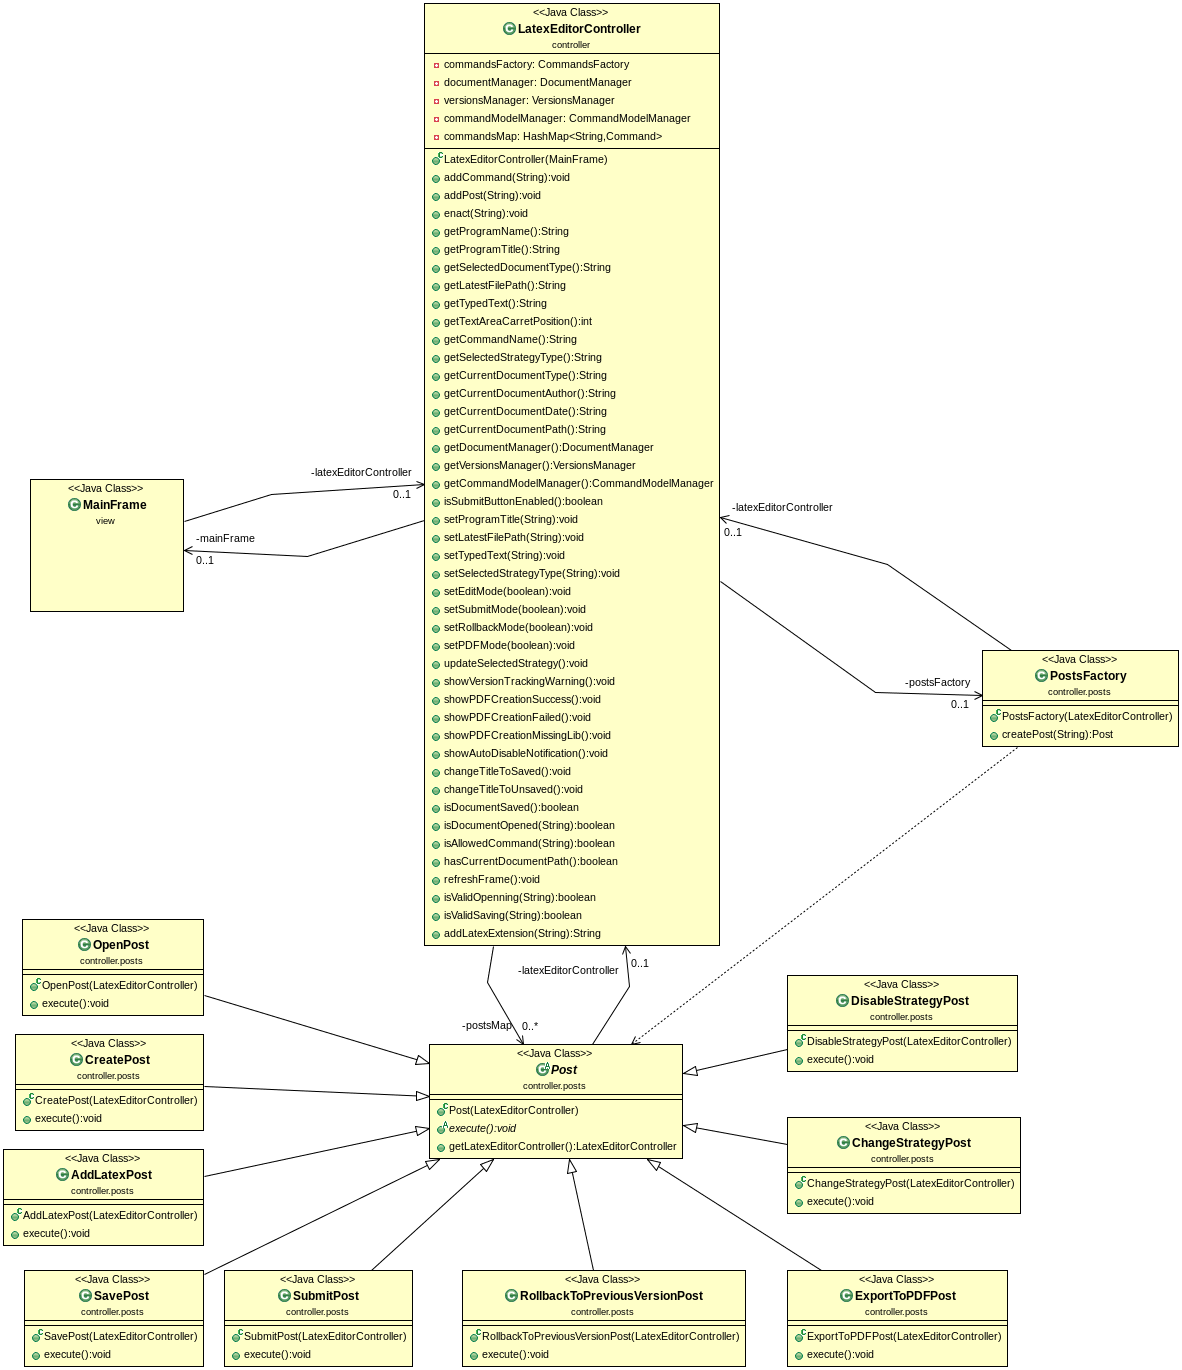 <<Java Class>>
LatexEditorController
controller
commandsFactory: CommandsFactory
documentManager: DocumentManager
versionsManager: VersionsManager
commandModelManager: CommandModelManager
commandsMap: HashMap<String,Command>
LatexEditorController(MainFrame)
addCommand(String):void
addPost(String):void
enact(String):void
getProgramName():String
getProgramTitle():String
getSelectedDocumentType():String
getLatestFilePath():String
getTypedText():String
getTextAreaCarretPosition():int
getCommandName():String
getSelectedStrategyType():String
getCurrentDocumentType():String
getCurrentDocumentAuthor():String
getCurrentDocumentDate():String
getCurrentDocumentPath():String
getDocumentManager():DocumentManager
getVersionsManager():VersionsManager
getCommandModelManager():CommandModelManager
isSubmitButtonEnabled():boolean
setProgramTitle(String):void
setLatestFilePath(String):void
setTypedText(String):void
setSelectedStrategyType(String):void
setEditMode(boolean):void
setSubmitMode(boolean):void
setRollbackMode(boolean):void
setPDFMode(boolean):void
updateSelectedStrategy():void
showVersionTrackingWarning():void
showPDFCreationSuccess():void
showPDFCreationFailed():void
showPDFCreationMissingLib():void
showAutoDisableNotification():void
changeTitleToSaved():void
changeTitleToUnsaved():void
isDocumentSaved():boolean
isDocumentOpened(String):boolean
isAllowedCommand(String):boolean
hasCurrentDocumentPath():boolean
refreshFrame():void
isValidOpenning(String):boolean
isValidSaving(String):boolean
addLatexExtension(String):String
-latexEditorController
0..1
<<Java Class>>
MainFrame
view
-mainFrame
0..1
-latexEditorController
0..1
-postsFactory
0..1
<<Java Class>>
PostsFactory
controller.posts
PostsFactory(LatexEditorController)
createPost(String):Post
-latexEditorController
0..1
-postsMap
0..*
<<Java Class>>
OpenPost
controller.posts
OpenPost(LatexEditorController)
execute():void
<<Java Class>>
CreatePost
controller.posts
CreatePost(LatexEditorController)
execute():void
<<Java Class>>
Post
controller.posts
Post(LatexEditorController)
execute():void
getLatexEditorController():LatexEditorController
<<Java Class>>
DisableStrategyPost
controller.posts
DisableStrategyPost(LatexEditorController)
execute():void
<<Java Class>>
ChangeStrategyPost
controller.posts
ChangeStrategyPost(LatexEditorController)
execute():void
<<Java Class>>
AddLatexPost
controller.posts
AddLatexPost(LatexEditorController)
execute():void
<<Java Class>>
SavePost
controller.posts
SavePost(LatexEditorController)
execute():void
<<Java Class>>
SubmitPost
controller.posts
SubmitPost(LatexEditorController)
execute():void
<<Java Class>>
RollbackToPreviousVersionPost
controller.posts
RollbackToPreviousVersionPost(LatexEditorController)
execute():void
<<Java Class>>
ExportToPDFPost
controller.posts
ExportToPDFPost(LatexEditorController)
execute():void